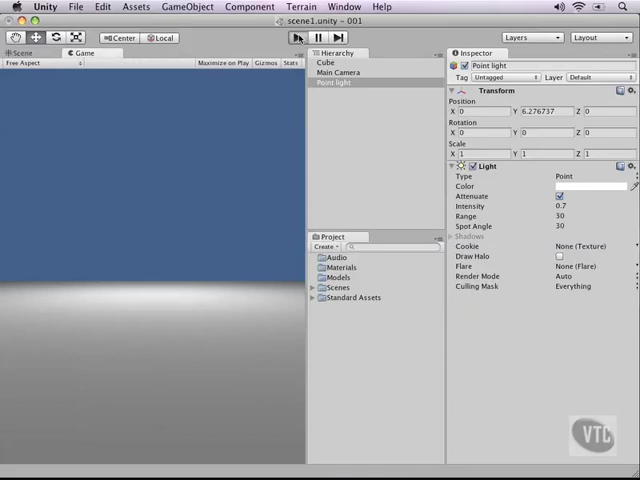 Unity File Edit Assets GameObject Component Terrain Window Help
scene1.unity - 001
Center Local Layers Layout
Scene Game
Free Aspect Maximize on Play Gizmos Stats
Hierarchy
Cube
Main Camera
Point light
Project
Create
Audio
Materials
Models
Scenes
Standard Assets
Inspector
Point light
Tag Untagged Layer Default
Transform
Position
X 0 Y 6.276737 Z 0
Rotation
X 0 Y 0 Z 0
Scale
X 1 Y 1 Z 1
Light
Type Point
Color
Attenuate
Intensity 0.7
Range 30
Spot Angle 30
Shadows
Cookie None (Texture)
Draw Halo
Flare None (Flare)
Render Mode Auto
Culling Mask Everything
VTC